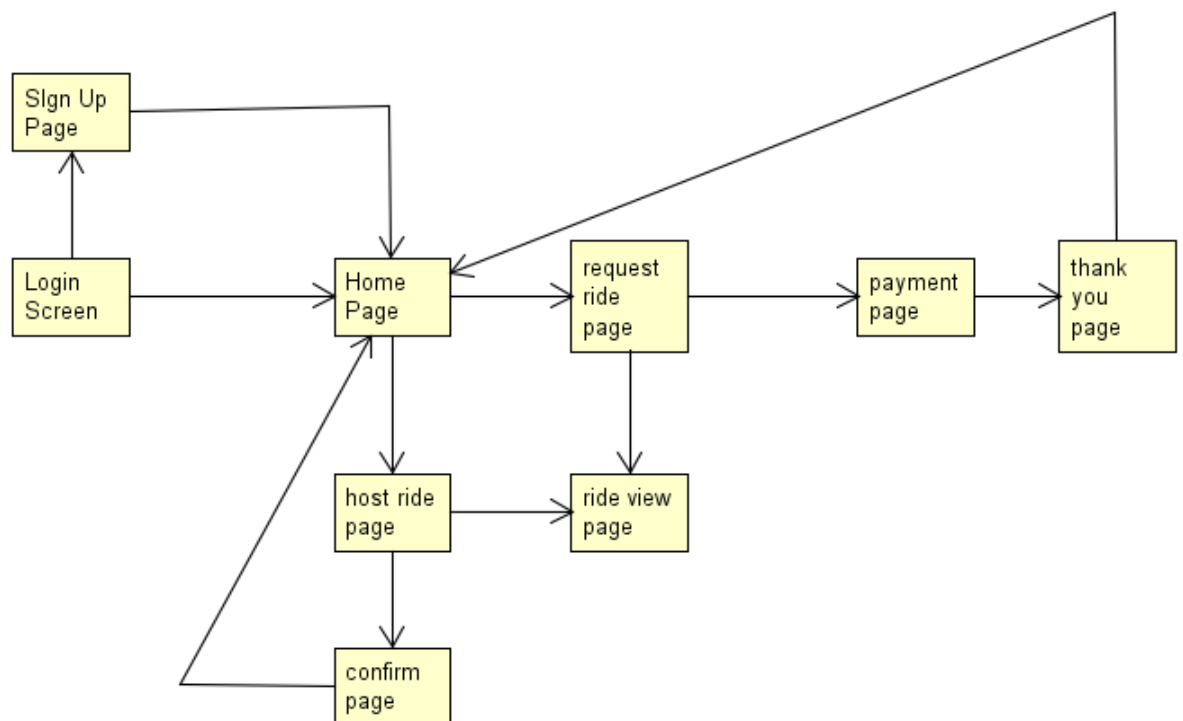 SIgn Up
Page
Login
Screen
Home
Page
request
ride
page
payment
page
thank
you
page
host ride
page
ride view
page
confirm
page